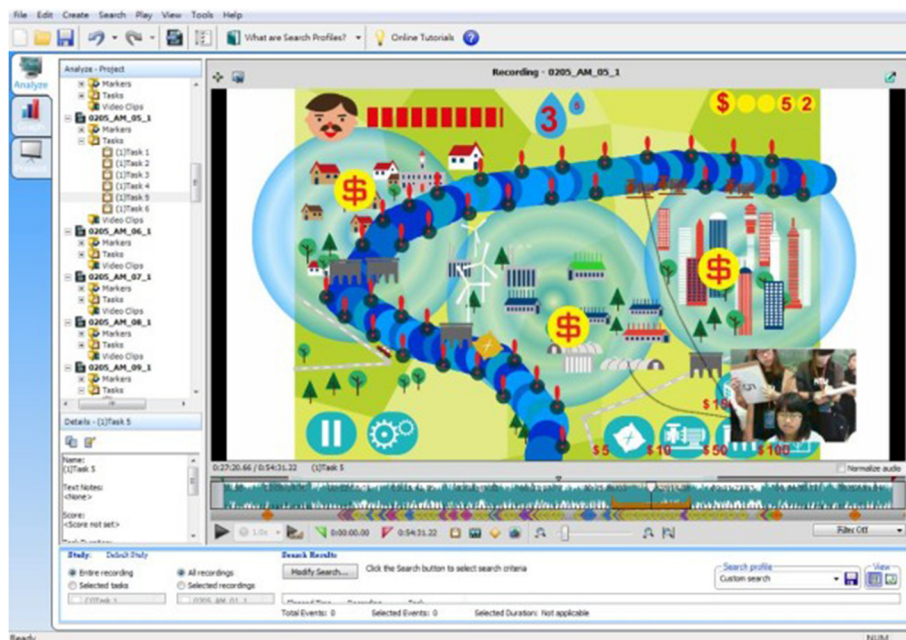 File Edit Create Search Play View Tools Help
What are Search Profiles? Online Tutorials
Analyze
Analyze - Project
Recording - 0205_AM_05_1
Markers
Tasks
Video Clips
0205_AM_05_1
Markers
Tasks
(1)Task 1
(1)Task 2
(1)Task 3
(1)Task 4
(1)Task 5
(1)Task 6
Video Clips
0205_AM_06_1
Markers
Tasks
Video Clips
0205_AM_07_1
Markers
Tasks
Video Clips
0205_AM_08_1
Markers
Tasks
Video Clips
0205_AM_09_1
Markers
Tasks
3 5
$ 5 2
$
$
$
$5 $10 $50 $100
Details - (1)Task 5
Name:
(1)Task 5
Text Notes:
<None>
Score:
<Score not set>
0:27:20.66 / 0:54:31.22 (1)Task 5
Normalize audio
1.0x 0:00:00.00 0:54:31.22 Filter Off
Study: Default Study
Entire recording All recordings
Selected tasks Selected recordings
(1)Task 1 0205_AM_01_1
Search Results
Modify Search... Click the Search button to select search criteria
Search profile
Custom search
View
Total Events: 0 Selected Events: 0 Selected Duration: Not applicable
Ready NUM